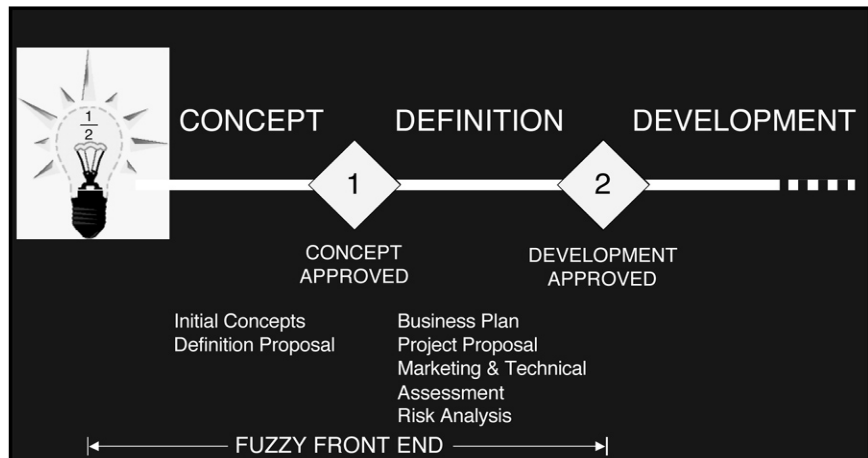 1
2
CONCEPT
DEFINITION
DEVELOPMENT
1
2
CONCEPT
APPROVED
DEVELOPMENT
APPROVED
Initial Concepts
Definition Proposal
Business Plan
Project Proposal
Marketing & Technical
Assessment
Risk Analysis
FUZZY FRONT END